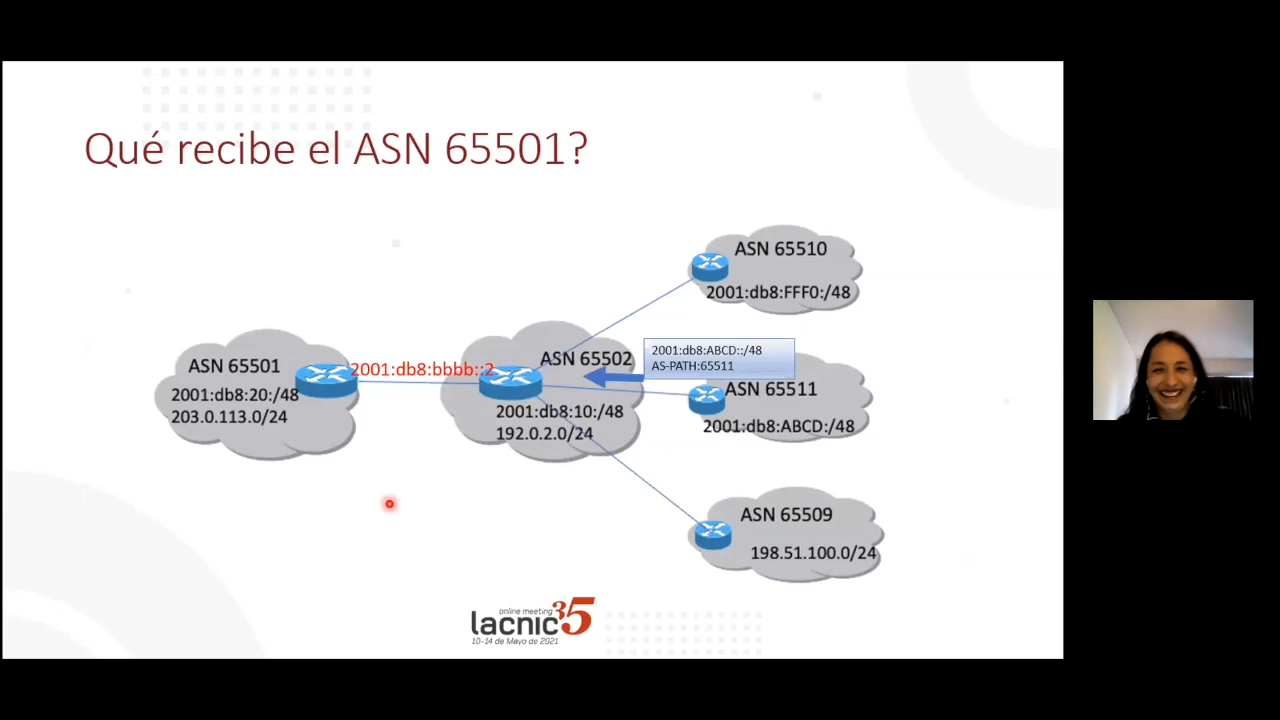 Qué recibe el ASN 65501?
ASN 65510
2001:db8:FFF0:/48
ASN 65501
2001:db8:20:/48
203.0.113.0/24
2001:db8:bbbb::2
ASN 65502
2001:db8:10:/48
192.0.2.0/24
2001:db8:ABCD::/48
AS-PATH:65511
ASN 65511
2001:db8:ABCD:/48
ASN 65509
198.51.100.0/24
online meeting
lacnic35
10-14 de Mayo de 2021